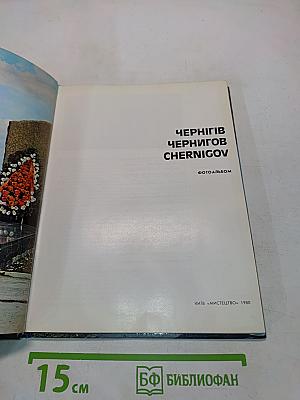 ЧЕРНІГІВ
ЧЕРНИГОВ
CHERNIGOV
ФОТОАЛЬБОМ
КИЇВ «МИСТЕЦТВО» 1980
15 см
БФ БИБЛИОФАН